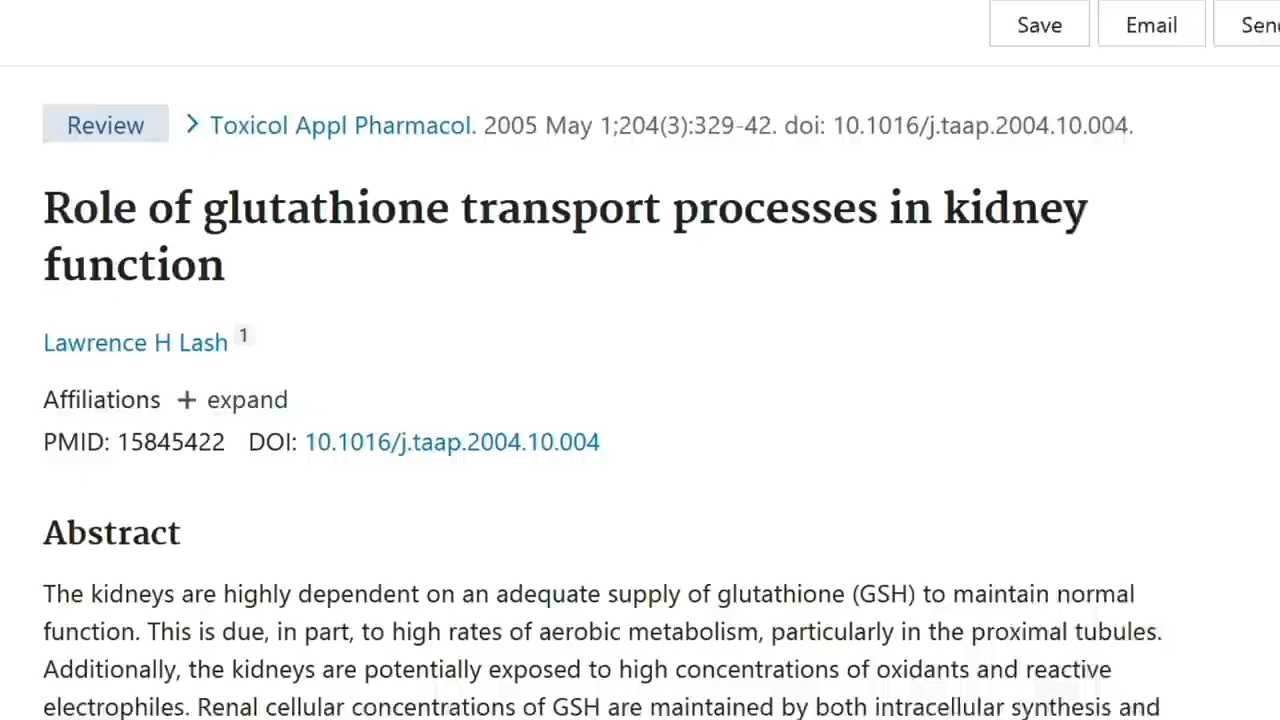 Save Email
Review > Toxicol Appl Pharmacol. 2005 May 1;204(3):329-42. doi: 10.1016/j.taap.2004.10.004.
Role of glutathione transport processes in kidney
function
Lawrence H Lash 1
Affiliations + expand
PMID: 15845422 DOI: 10.1016/j.taap.2004.10.004
Abstract
The kidneys are highly dependent on an adequate supply of glutathione (GSH) to maintain normal
function. This is due, in part, to high rates of aerobic metabolism, particularly in the proximal tubules.
Additionally, the kidneys are potentially exposed to high concentrations of oxidants and reactive
electrophiles. Renal cellular concentrations of GSH are maintained by both intracellular synthesis and